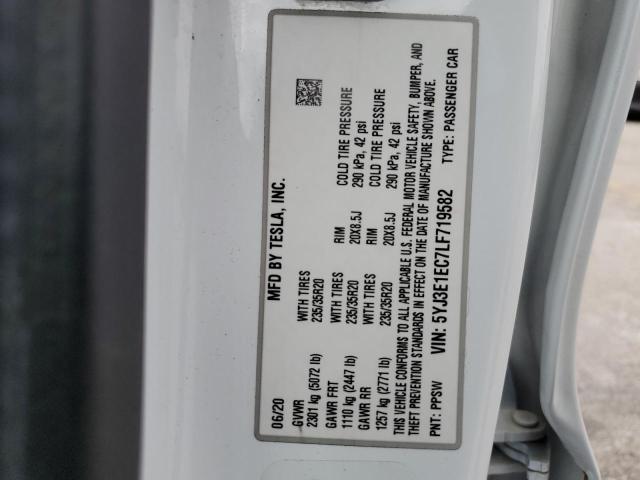 MFD BY TESLA, INC.
06/20
GVWR
2301 kg (5072 lb)
GAWR FRT WITH TIRES RIM COLD TIRE PRESSURE
1110 kg (2447 lb) 235/35R20 20X8.5J 290 kPa, 42 psi
GAWR RR WITH TIRES RIM COLD TIRE PRESSURE
1257 kg (2771 lb) 235/35R20 20X8.5J 290 kPa, 42 psi
WITH TIRES
235/35R20
THIS VEHICLE CONFORMS TO ALL APPLICABLE U.S. FEDERAL MOTOR VEHICLE SAFETY, BUMPER, AND
THEFT PREVENTION STANDARDS IN EFFECT ON THE DATE OF MANUFACTURE SHOWN ABOVE.
PNT: PPSW VIN: 5YJ3E1EC7LF719582 TYPE: PASSENGER CAR